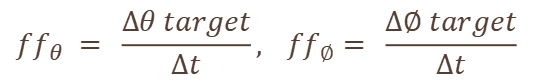 ff_θ = Δθ target / Δt, ff_∅ = Δ∅ target / Δt